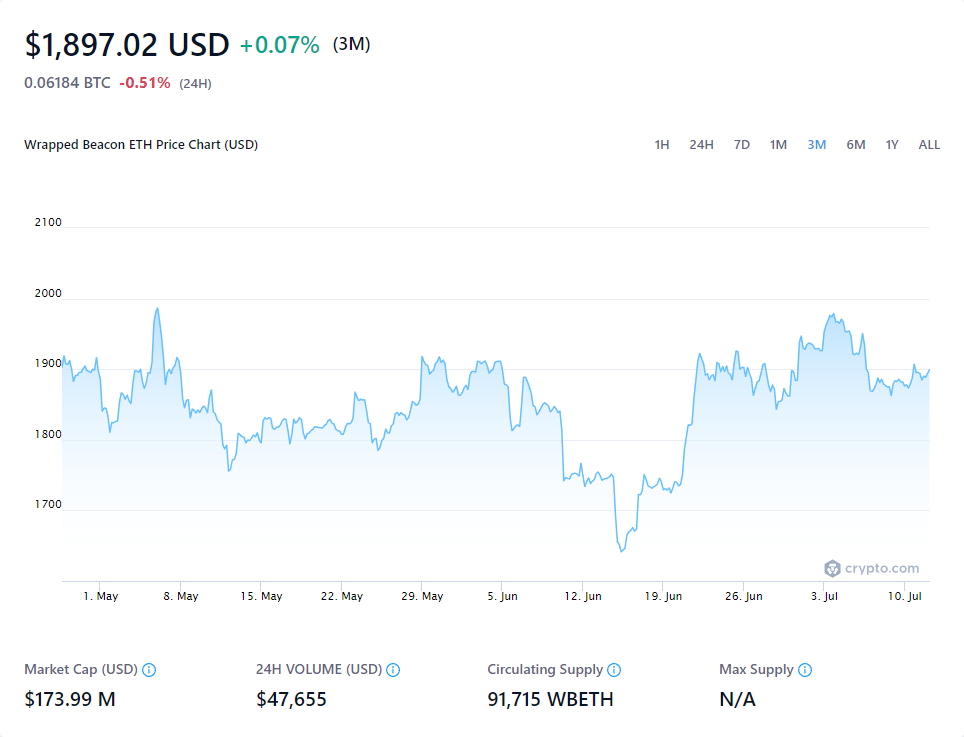 $1,897.02 USD +0.07% (3M)
0.06184 BTC -0.51% (24H)
Wrapped Beacon ETH Price Chart (USD) 1H 24H 7D 1M 3M 6M 1Y ALL
2100
2000
1900
1800
1700
crypto.com
1. May 8. May 15. May 22. May 29. May 5. Jun 12. Jun 19. Jun 26. Jun 3. Jul 10. Jul
Market Cap (USD) 24H VOLUME (USD) Circulating Supply Max Supply
$173.99 M $47,655 91,715 WBETH N/A